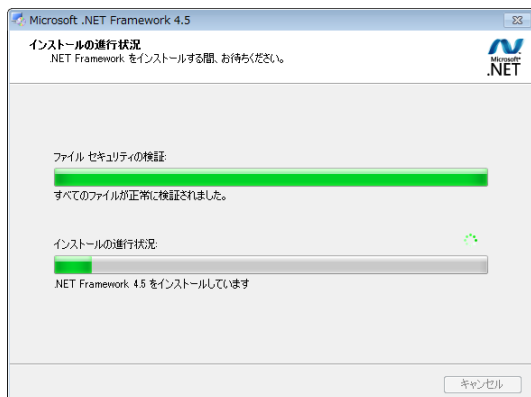 Microsoft .NET Framework 4.5
インストールの進行状況
.NET Framework をインストールする間、お待ちください。
Microsoft®
.NET
ファイル セキュリティの検証:
すべてのファイルが正常に検証されました。
インストールの進行状況:
.NET Framework 4.5 をインストールしています
キャンセル